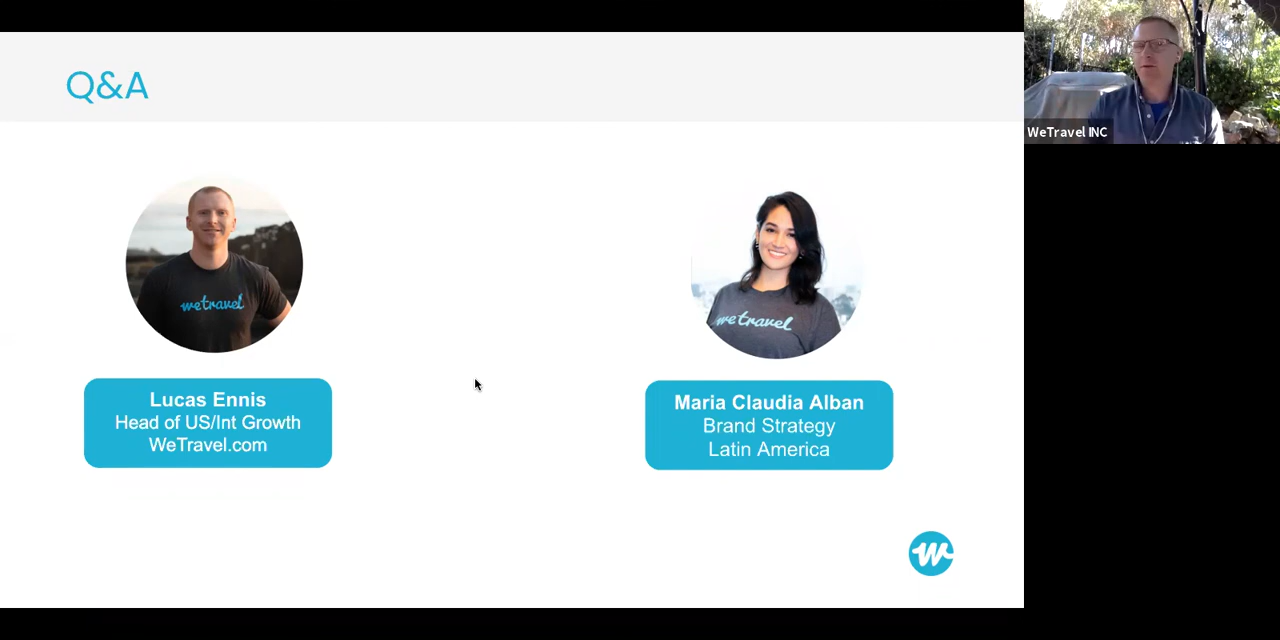 Q&A
WeTravel INC
wetravel
wetravel
Lucas Ennis
Head of US/Int Growth
WeTravel.com
Maria Claudia Alban
Brand Strategy
Latin America
W